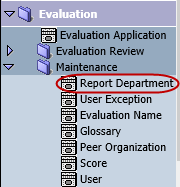 Evaluation
Evaluation Application
Evaluation Review
Maintenance
Report Department
User Exception
Evaluation Name
Glossary
Peer Organization
Score
User